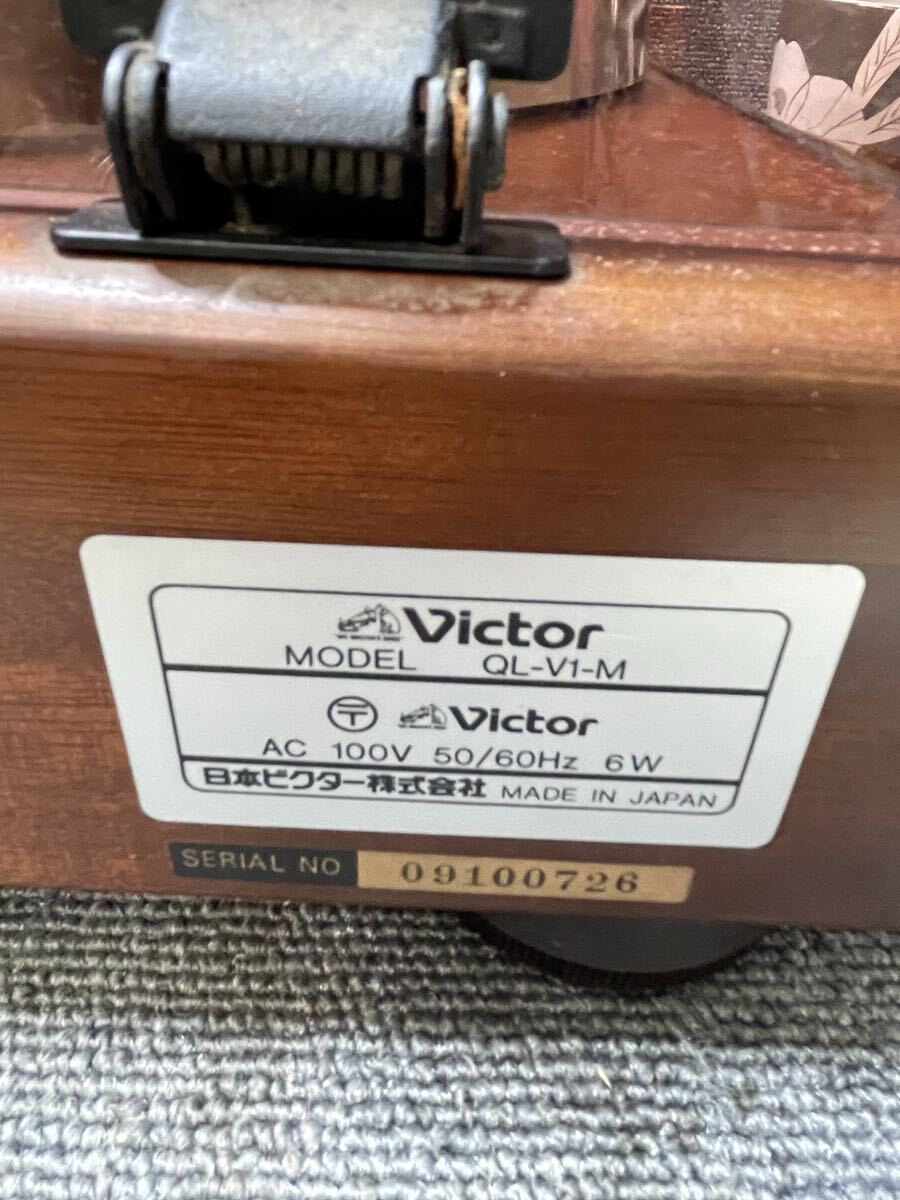 Victor
MODEL QL-V1-M
〒 Victor
AC 100V 50/60Hz 6W
日本ビクター株式会社 MADE IN JAPAN
SERIAL NO 09100726